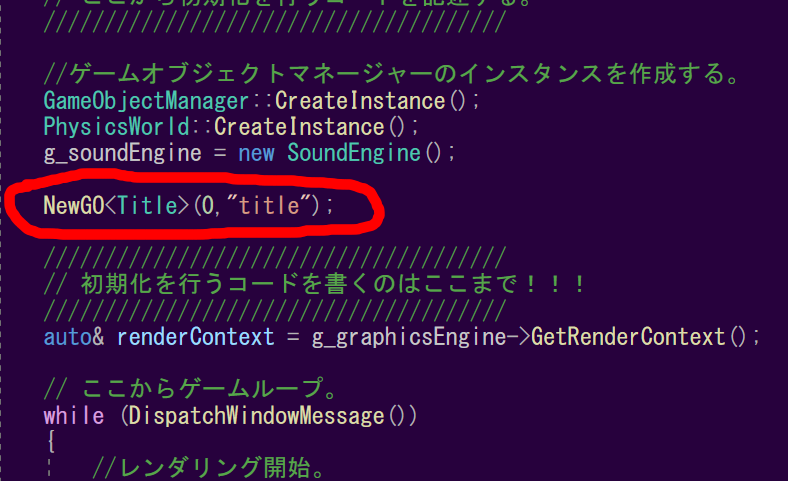 // ここから初期化を行うコードを記述する。
//////////////////////////////////////
//ゲームオブジェクトマネージャーのインスタンスを作成する。
GameObjectManager::CreateInstance();
PhysicsWorld::CreateInstance();
g_soundEngine = new SoundEngine();
NewGO<Title>(0,"title");
//////////////////////////////////////
// 初期化を行うコードを書くのはここまで！！！
//////////////////////////////////////
auto& renderContext = g_graphicsEngine->GetRenderContext();
// ここからゲームループ。
while (DispatchWindowMessage())
{
//レンダリング開始。